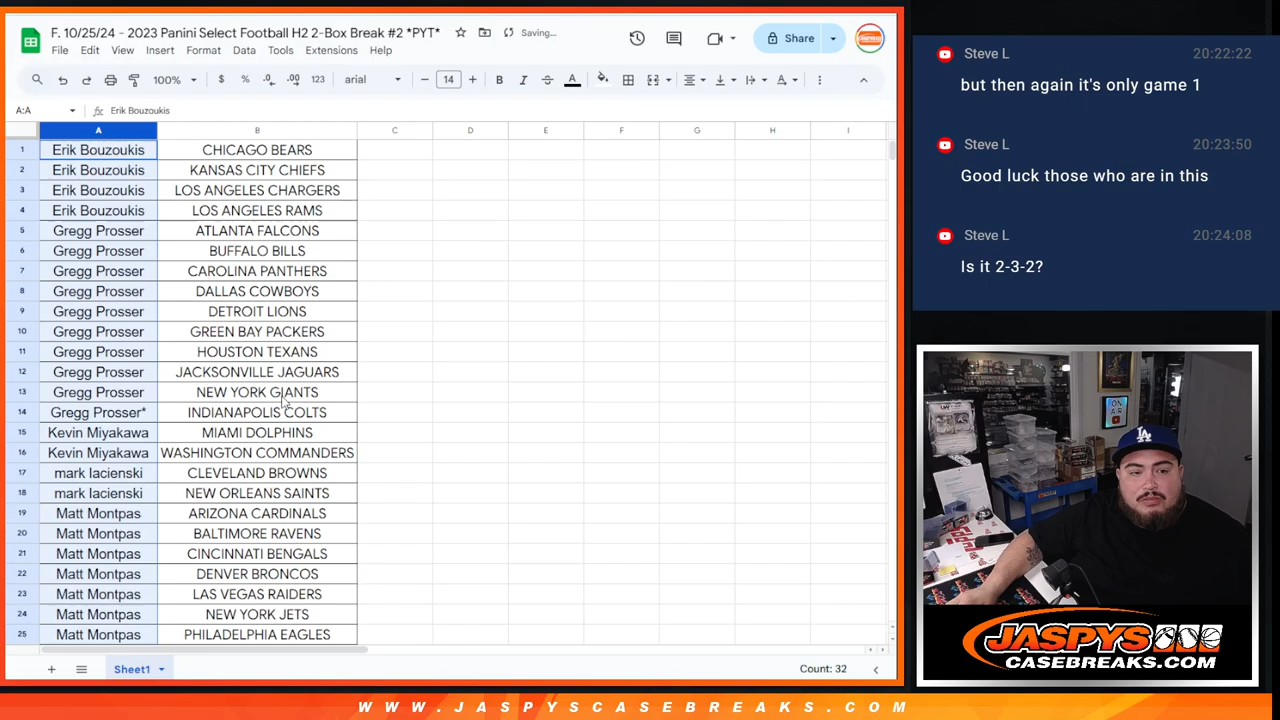 F. 10/25/24 - 2023 Panini Select Football H2 2-Box Break #2 *PYT*
Saving...
File Edit View Insert Format Data Tools Extensions Help
Share
100% $ % .0 .00 123 arial 14 B I A
A:A fx Erik Bouzoukis
A B C D E F G H I
1 Erik Bouzoukis CHICAGO BEARS
2 Erik Bouzoukis KANSAS CITY CHIEFS
3 Erik Bouzoukis LOS ANGELES CHARGERS
4 Erik Bouzoukis LOS ANGELES RAMS
5 Gregg Prosser ATLANTA FALCONS
6 Gregg Prosser BUFFALO BILLS
7 Gregg Prosser CAROLINA PANTHERS
8 Gregg Prosser DALLAS COWBOYS
9 Gregg Prosser DETROIT LIONS
10 Gregg Prosser GREEN BAY PACKERS
11 Gregg Prosser HOUSTON TEXANS
12 Gregg Prosser JACKSONVILLE JAGUARS
13 Gregg Prosser NEW YORK GIANTS
14 Gregg Prosser* INDIANAPOLIS COLTS
15 Kevin Miyakawa MIAMI DOLPHINS
16 Kevin Miyakawa WASHINGTON COMMANDERS
17 mark lacienski CLEVELAND BROWNS
18 mark lacienski NEW ORLEANS SAINTS
19 Matt Montpas ARIZONA CARDINALS
20 Matt Montpas BALTIMORE RAVENS
21 Matt Montpas CINCINNATI BENGALS
22 Matt Montpas DENVER BRONCOS
23 Matt Montpas LAS VEGAS RAIDERS
24 Matt Montpas NEW YORK JETS
25 Matt Montpas PHILADELPHIA EAGLES
Sheet1
Count: 32
Steve L 20:22:22
but then again it's only game 1
Steve L 20:23:50
Good luck those who are in this
Steve L 20:24:08
Is it 2-3-2?
ON AIR
LA
JASPYS
CASEBREAKS.COM
WWW.JASPYSCASEBREAKS.COM